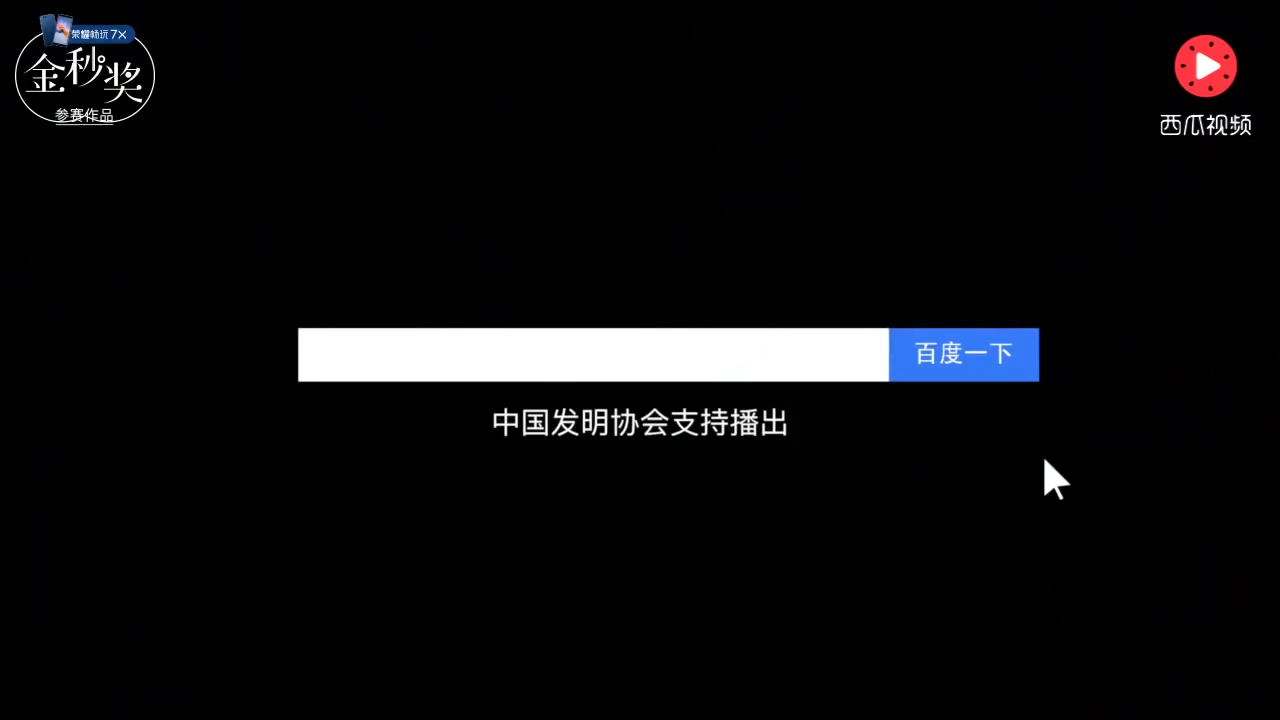 荣耀畅玩7X
金秒奖
参赛作品
西瓜视频
百度一下
中国发明协会支持播出